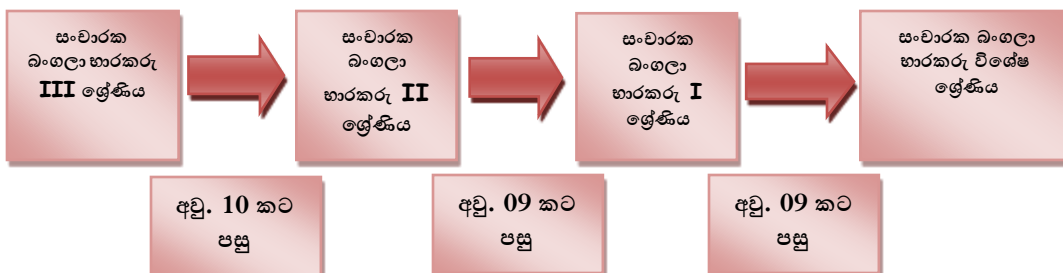 සංචාරක
බංගලා භාරකරු
III ශ්‍රේණිය
සංචාරක
බංගලා
භාරකරු II
ශ්‍රේණිය
සංචාරක
බංගලා
භාරකරු I
ශ්‍රේණිය
සංචාරක බංගලා
භාරකරු විශේෂ
ශ්‍රේණිය
අවු. 10 කට
පසු
අවු. 09 කට
පසු
අවු. 09 කට
පසු